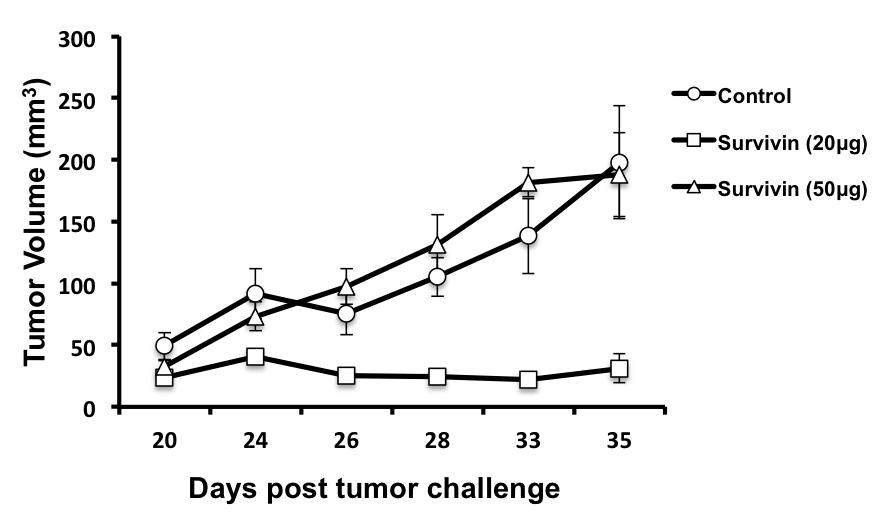 300
250
200
150
100
50
0
Tumor Volume (mm³)
20 24 26 28 33 35
Days post tumor challenge
Control
Survivin (20µg)
Survivin (50µg)